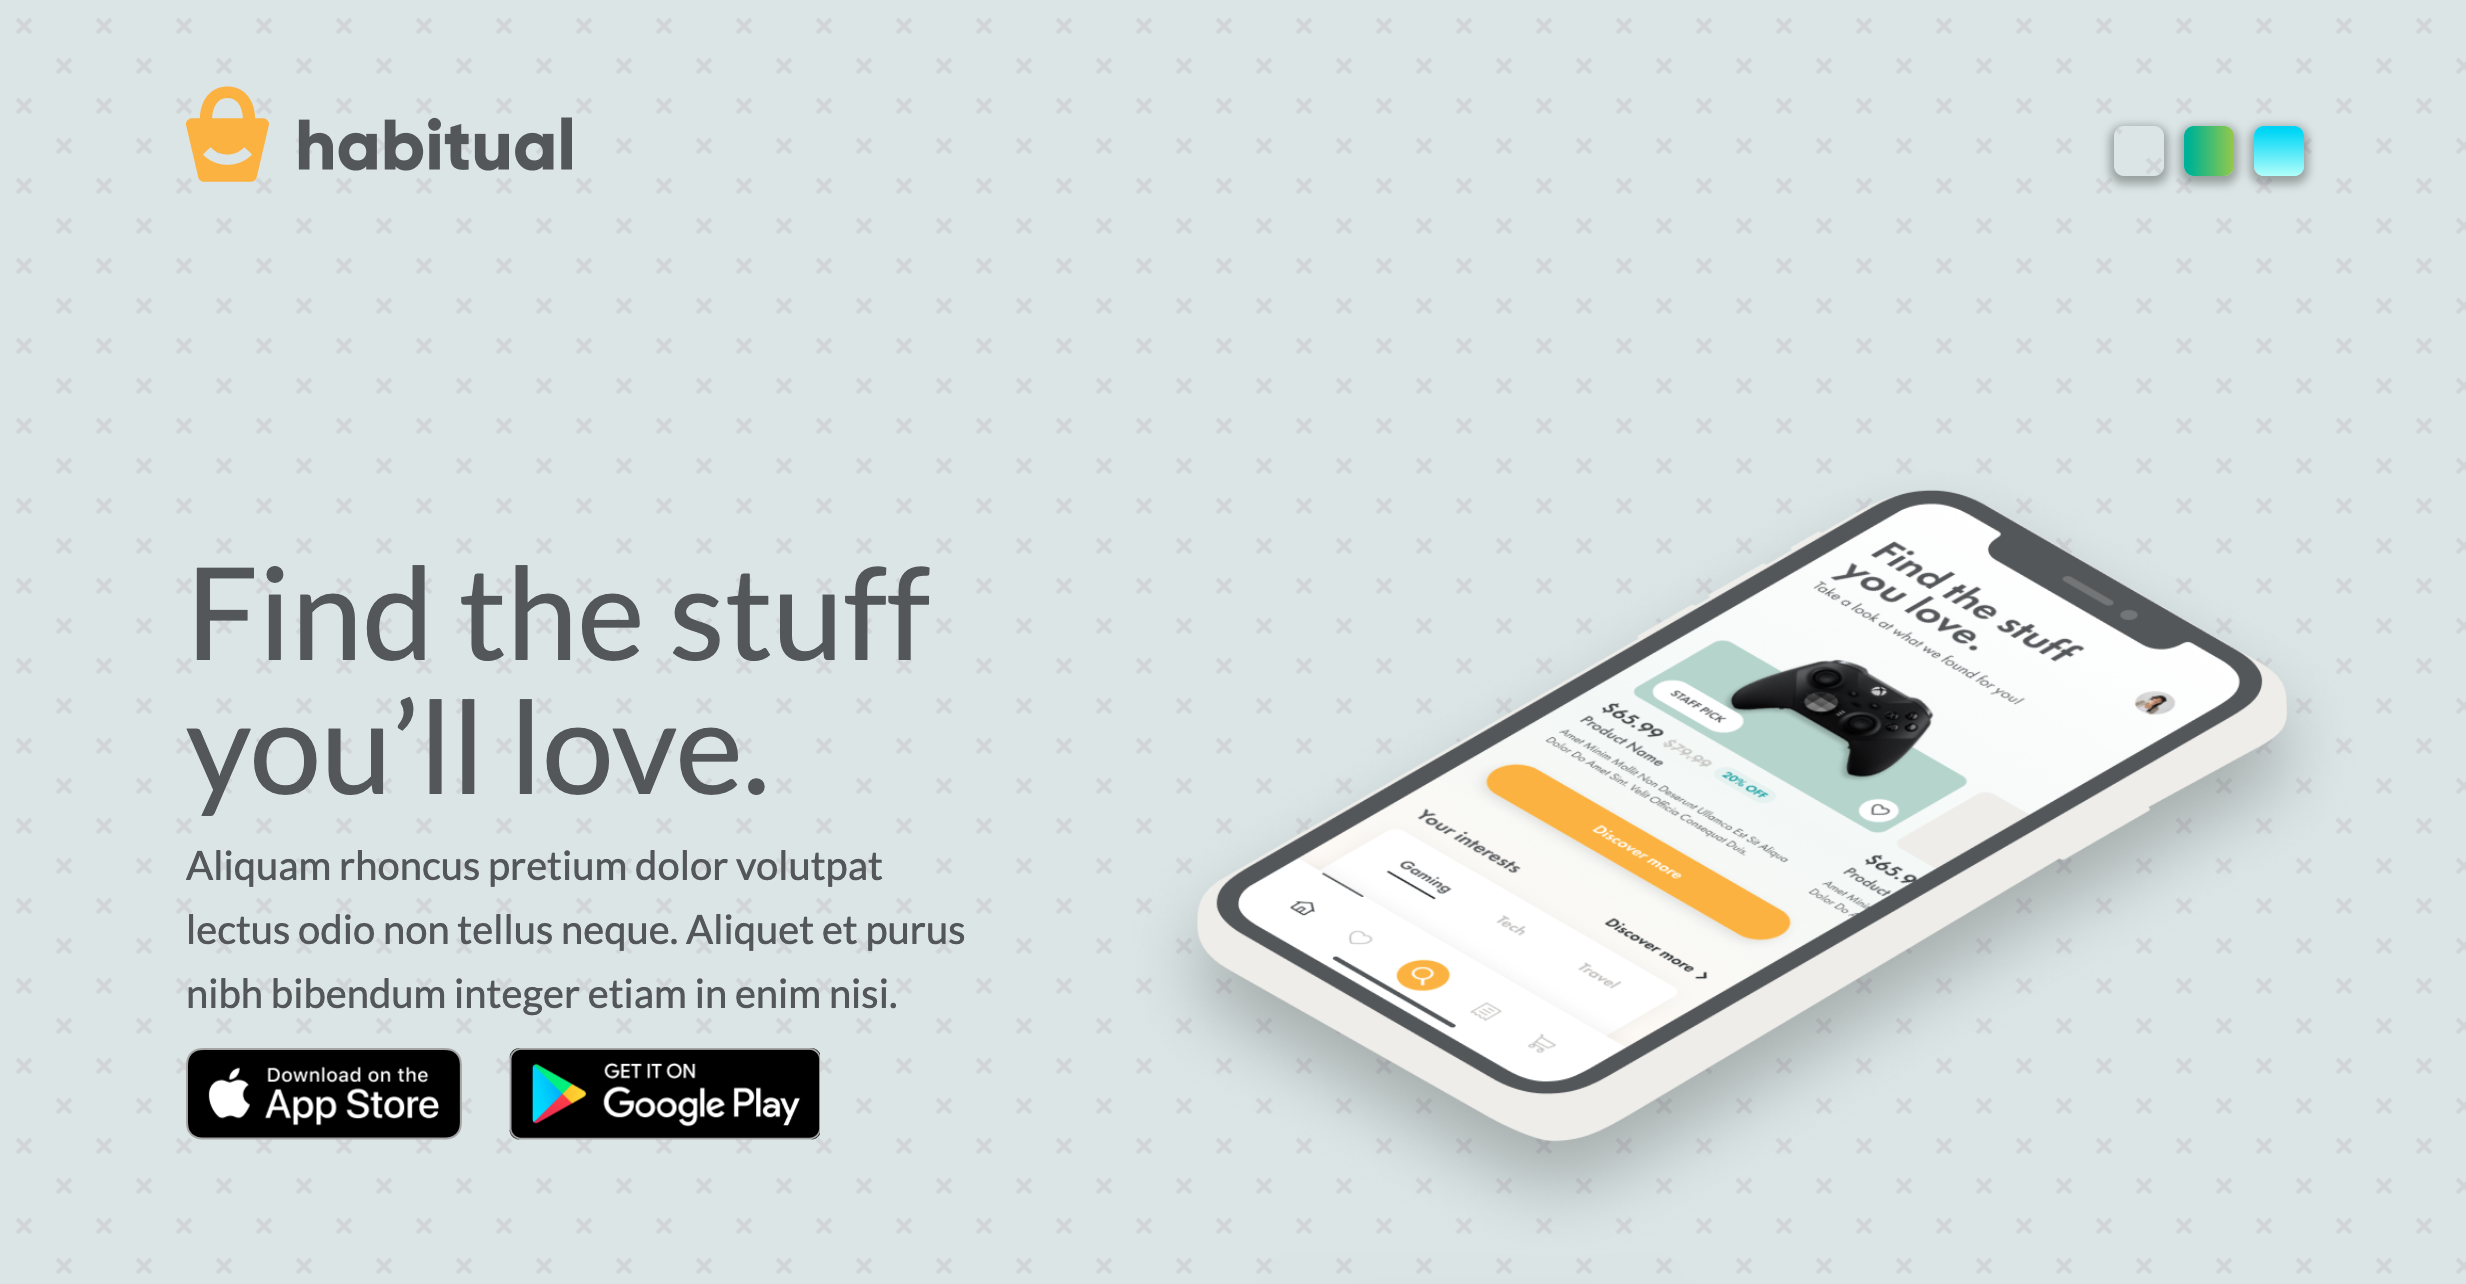 habitual
Find the stuff
you’ll love.
Aliquam rhoncus pretium dolor volutpat
lectus odio non tellus neque. Aliquet et purus
nibh bibendum integer etiam in enim nisi.
Download on the
App Store
GET IT ON
Google Play
Find the stuff
you love.
Take a look at what we found for you!
STAFF PICK
$65.99 $79.99 20% OFF
Product Name
Amet Minim Mollit Non Deserunt Ullamco Est Sit Aliqua
Dolor Do Amet Sint. Velit Officia Consequat Duis.
$65.9
Product
Amet Mini
Dolor Do
Discover more
Your interests
Discover more
Gaming
Tech
Travel